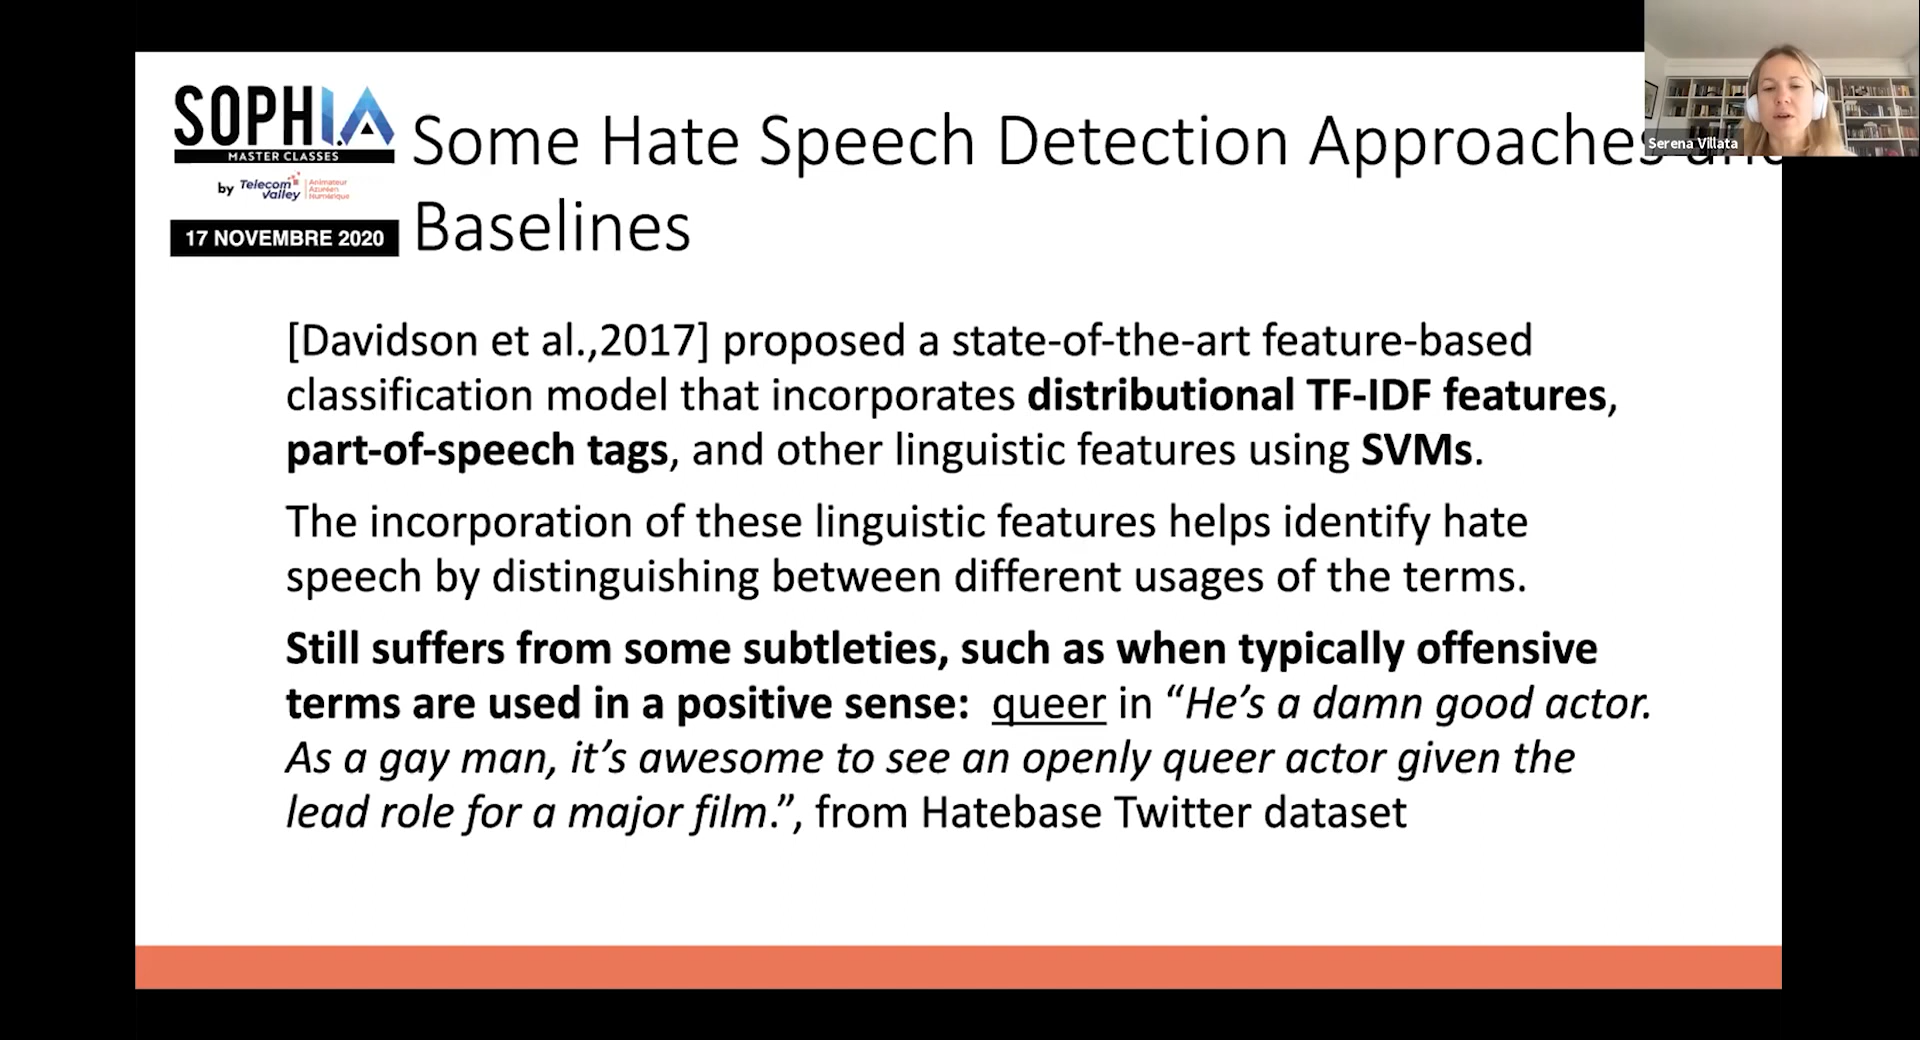 SOPHI.A
MASTER CLASSES
by Telecom Valley
Animateur
Azuréen
Numérique
17 NOVEMBRE 2020
Some Hate Speech Detection Approaches and
Baselines
Serena Villata
[Davidson et al.,2017] proposed a state-of-the-art feature-based
classification model that incorporates distributional TF-IDF features,
part-of-speech tags, and other linguistic features using SVMs.
The incorporation of these linguistic features helps identify hate
speech by distinguishing between different usages of the terms.
Still suffers from some subtleties, such as when typically offensive
terms are used in a positive sense: queer in “He’s a damn good actor.
As a gay man, it’s awesome to see an openly queer actor given the
lead role for a major film.”, from Hatebase Twitter dataset